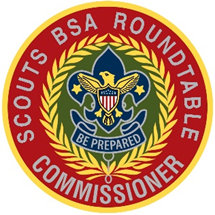 SCOUTS BSA ROUNDTABLE
BE PREPARED
COMMISSIONER